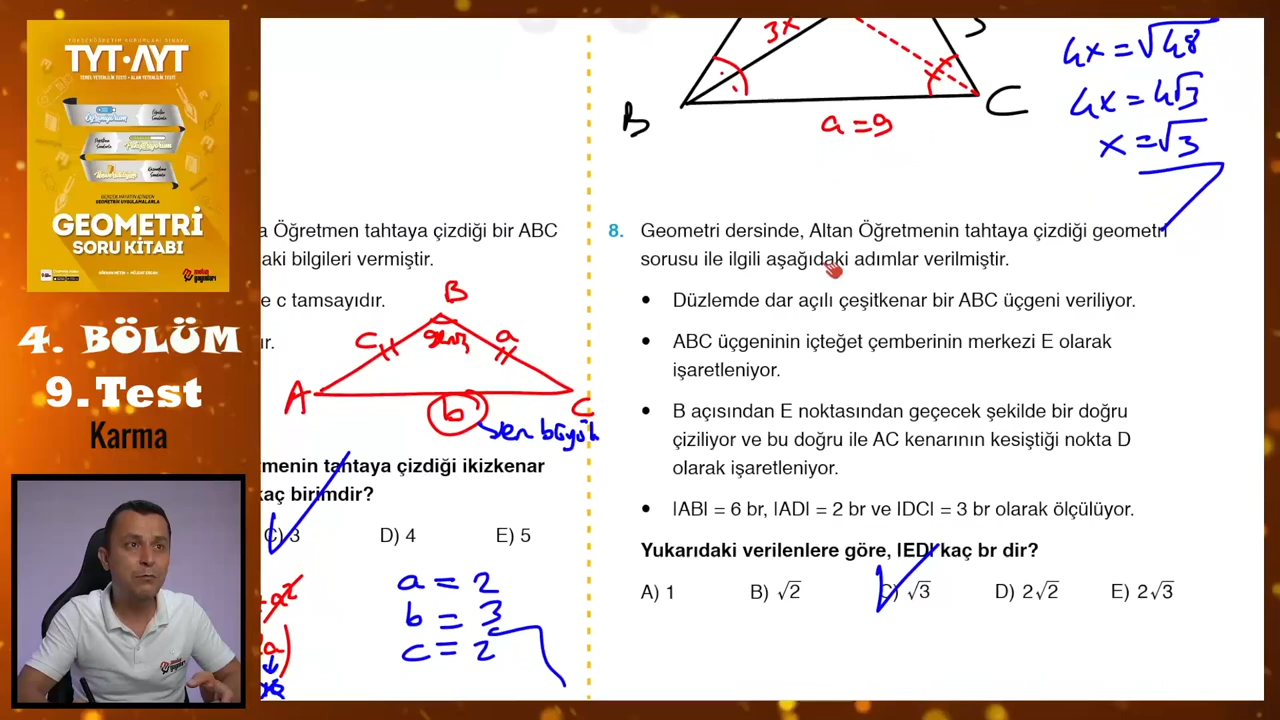 TYT•AYT
GEOMETRİ
SORU KİTABI
4. BÖLÜM
9.Test
Karma
3x
B
C
a = 9
4x = √48
4x = 4√3
x = √3
a Öğretmen tahtaya çizdiği bir ABC
aki bilgileri vermiştir.
e c tamsayıdır.
ır.
B
c
geniş
a
A
b
C
en büyük
tmenin tahtaya çizdiği ikizkenar
kaç birimdir?
C) 3 D) 4 E) 5
a = 2
b = 3
c = 2
8. Geometri dersinde, Altan Öğretmenin tahtaya çizdiği geometri
sorusu ile ilgili aşağıdaki adımlar verilmiştir.
• Düzlemde dar açılı çeşitkenar bir ABC üçgeni veriliyor.
• ABC üçgeninin içteğet çemberinin merkezi E olarak
işaretleniyor.
• B açısından E noktasından geçecek şekilde bir doğru
çiziliyor ve bu doğru ile AC kenarının kesiştiği nokta D
olarak işaretleniyor.
• |AB| = 6 br, |AD| = 2 br ve |DC| = 3 br olarak ölçülüyor.
Yukarıdaki verilenlere göre, |ED| kaç br dir?
A) 1 B) √2 C) √3 D) 2√2 E) 2√3